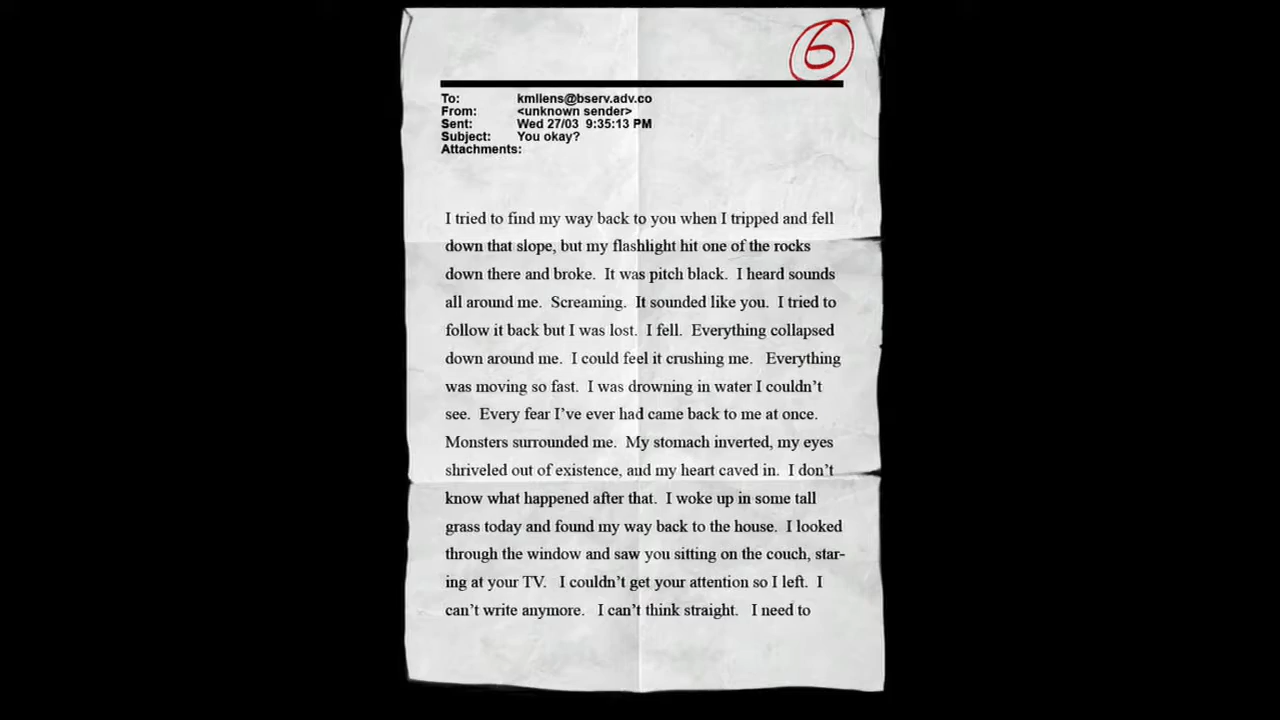 6
To: kmllens@bserv.adv.co
From: <unknown sender>
Sent: Wed 27/03 9:35:13 PM
Subject: You okay?
Attachments:
I tried to find my way back to you when I tripped and fell
down that slope, but my flashlight hit one of the rocks
down there and broke. It was pitch black. I heard sounds
all around me. Screaming. It sounded like you. I tried to
follow it back but I was lost. I fell. Everything collapsed
down around me. I could feel it crushing me. Everything
was moving so fast. I was drowning in water I couldn't
see. Every fear I've ever had came back to me at once.
Monsters surrounded me. My stomach inverted, my eyes
shriveled out of existence, and my heart caved in. I don't
know what happened after that. I woke up in some tall
grass today and found my way back to the house. I looked
through the window and saw you sitting on the couch, star-
ing at your TV. I couldn't get your attention so I left. I
can't write anymore. I can't think straight. I need to